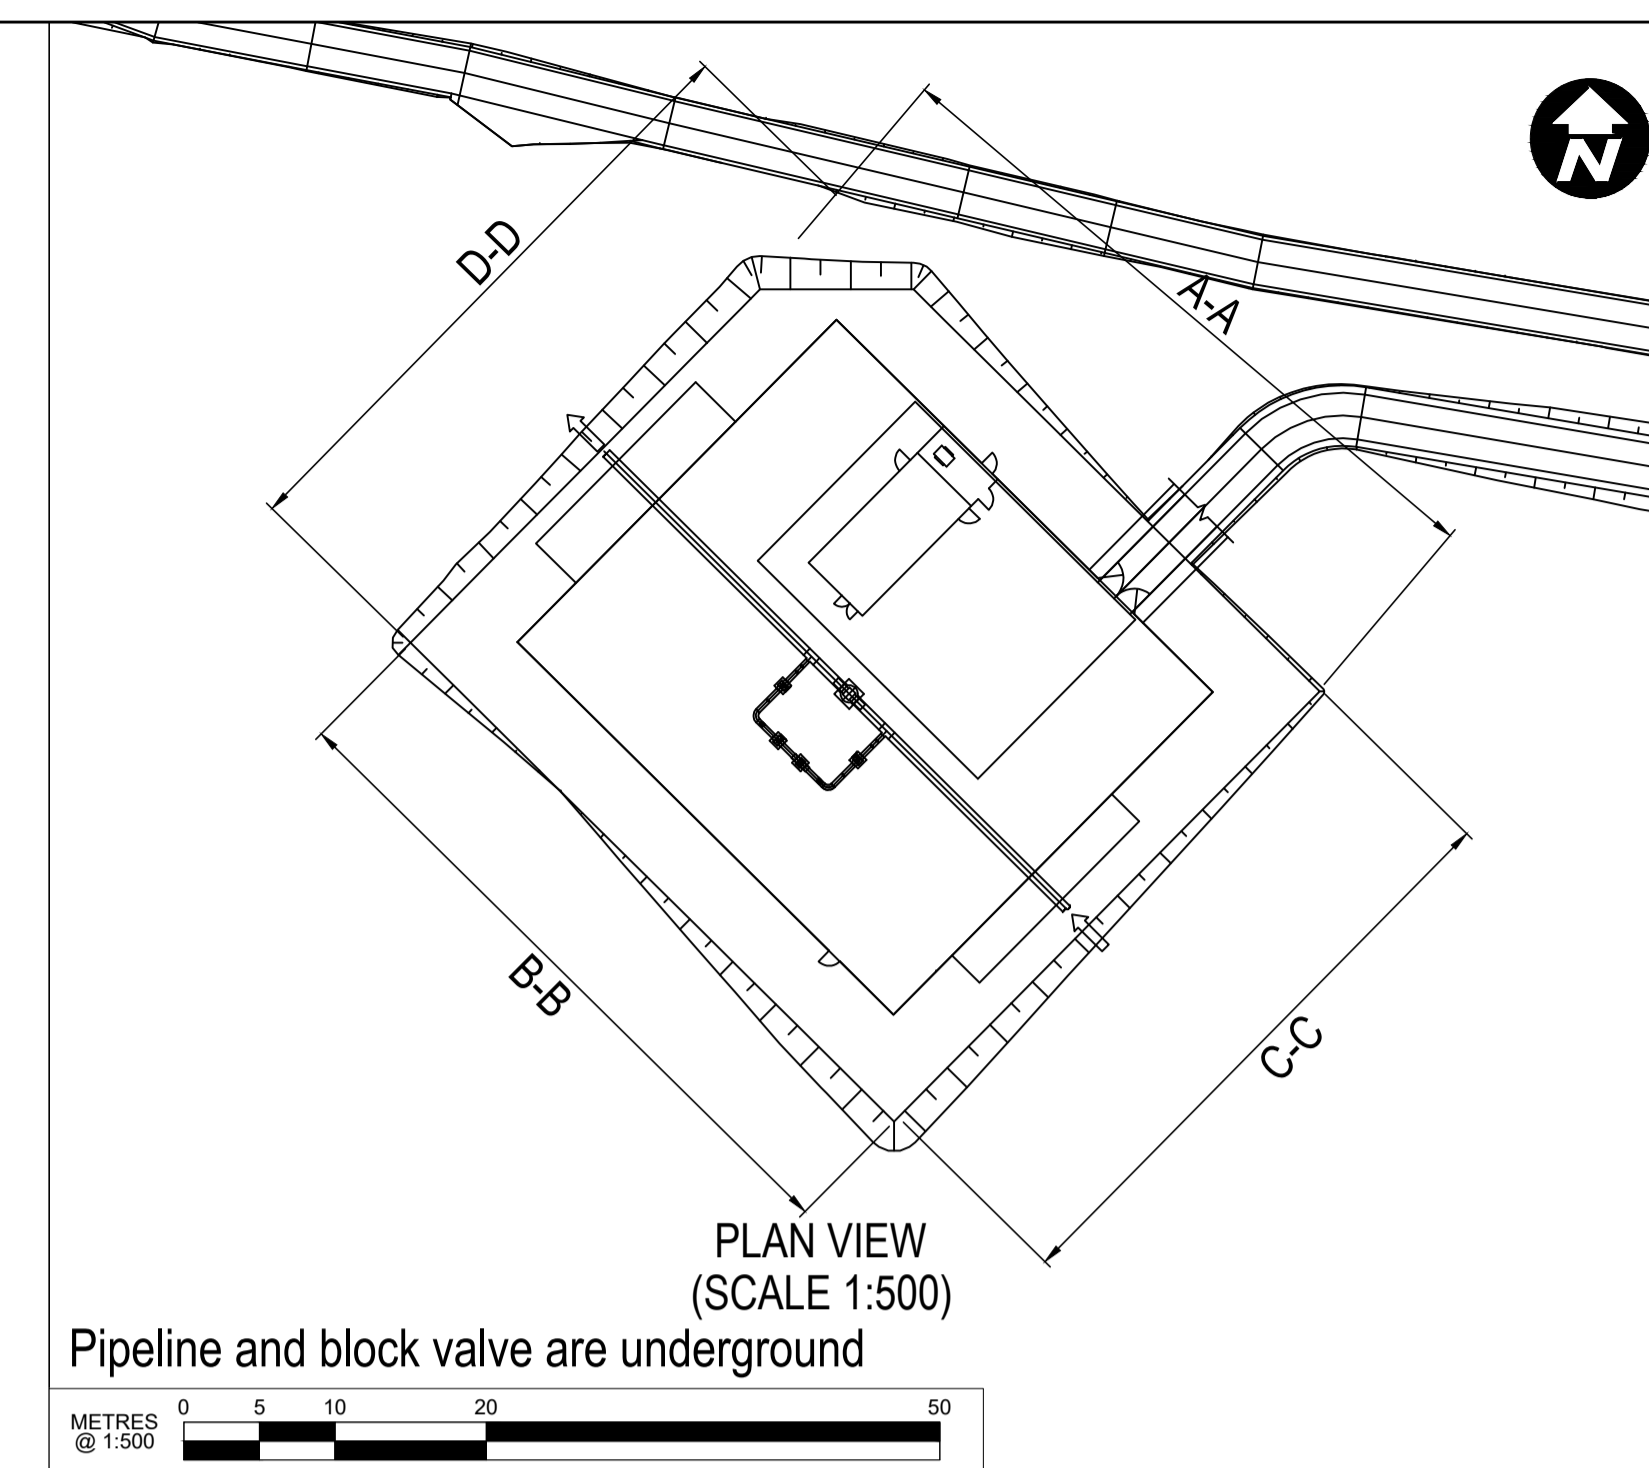 N
D-D
A-A
B-B
C-C
PLAN VIEW
(SCALE 1:500)
Pipeline and block valve are underground
METRES
@ 1:500
0 5 10 20 50